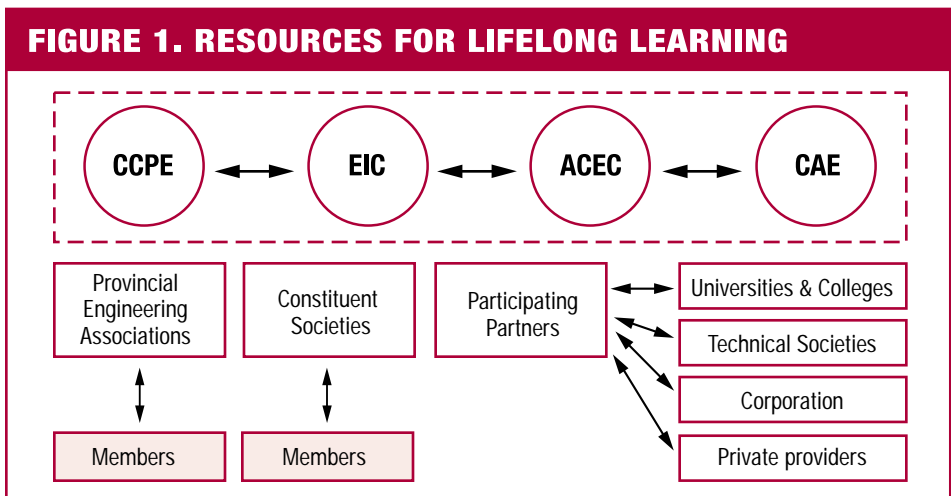 FIGURE 1. RESOURCES FOR LIFELONG LEARNING
CCPE
EIC
ACEC
CAE
Provincial
Engineering
Associations
Constituent
Societies
Participating
Partners
Universities & Colleges
Technical Societies
Corporation
Private providers
Members
Members